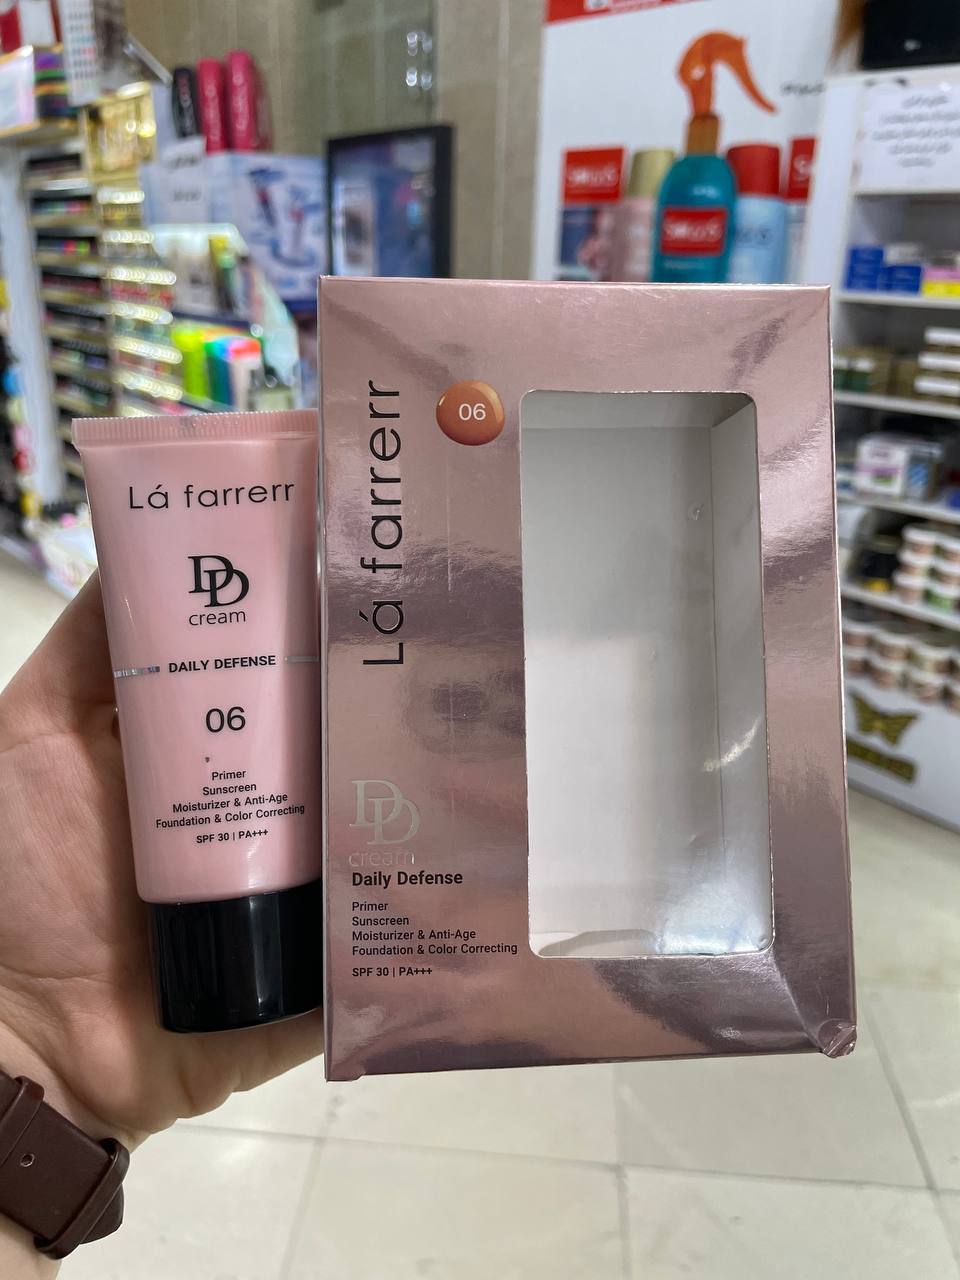 Lá farrerr
DD
cream
DAILY DEFENSE
06
Primer
Sunscreen
Moisturizer & Anti-Age
Foundation & Color Correcting
SPF 30 | PA+++
Lá farrerr
06
DD
cream
Daily Defense
Primer
Sunscreen
Moisturizer & Anti-Age
Foundation & Color Correcting
SPF 30 | PA+++